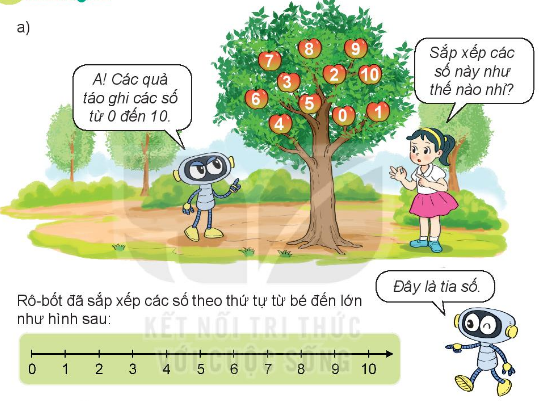 a)
A! Các quả
táo ghi các số
từ 0 đến 10.
8
9
7
3
2
10
6
5
4
0
1
Sắp xếp các
số này như
thế nào nhỉ?
Rô-bốt đã sắp xếp các số theo thứ tự từ bé đến lớn
như hình sau:
Đây là tia số.
KẾT NỐI TRI THỨC
VỚI CUỘC SỐNG
0 1 2 3 4 5 6 7 8 9 10